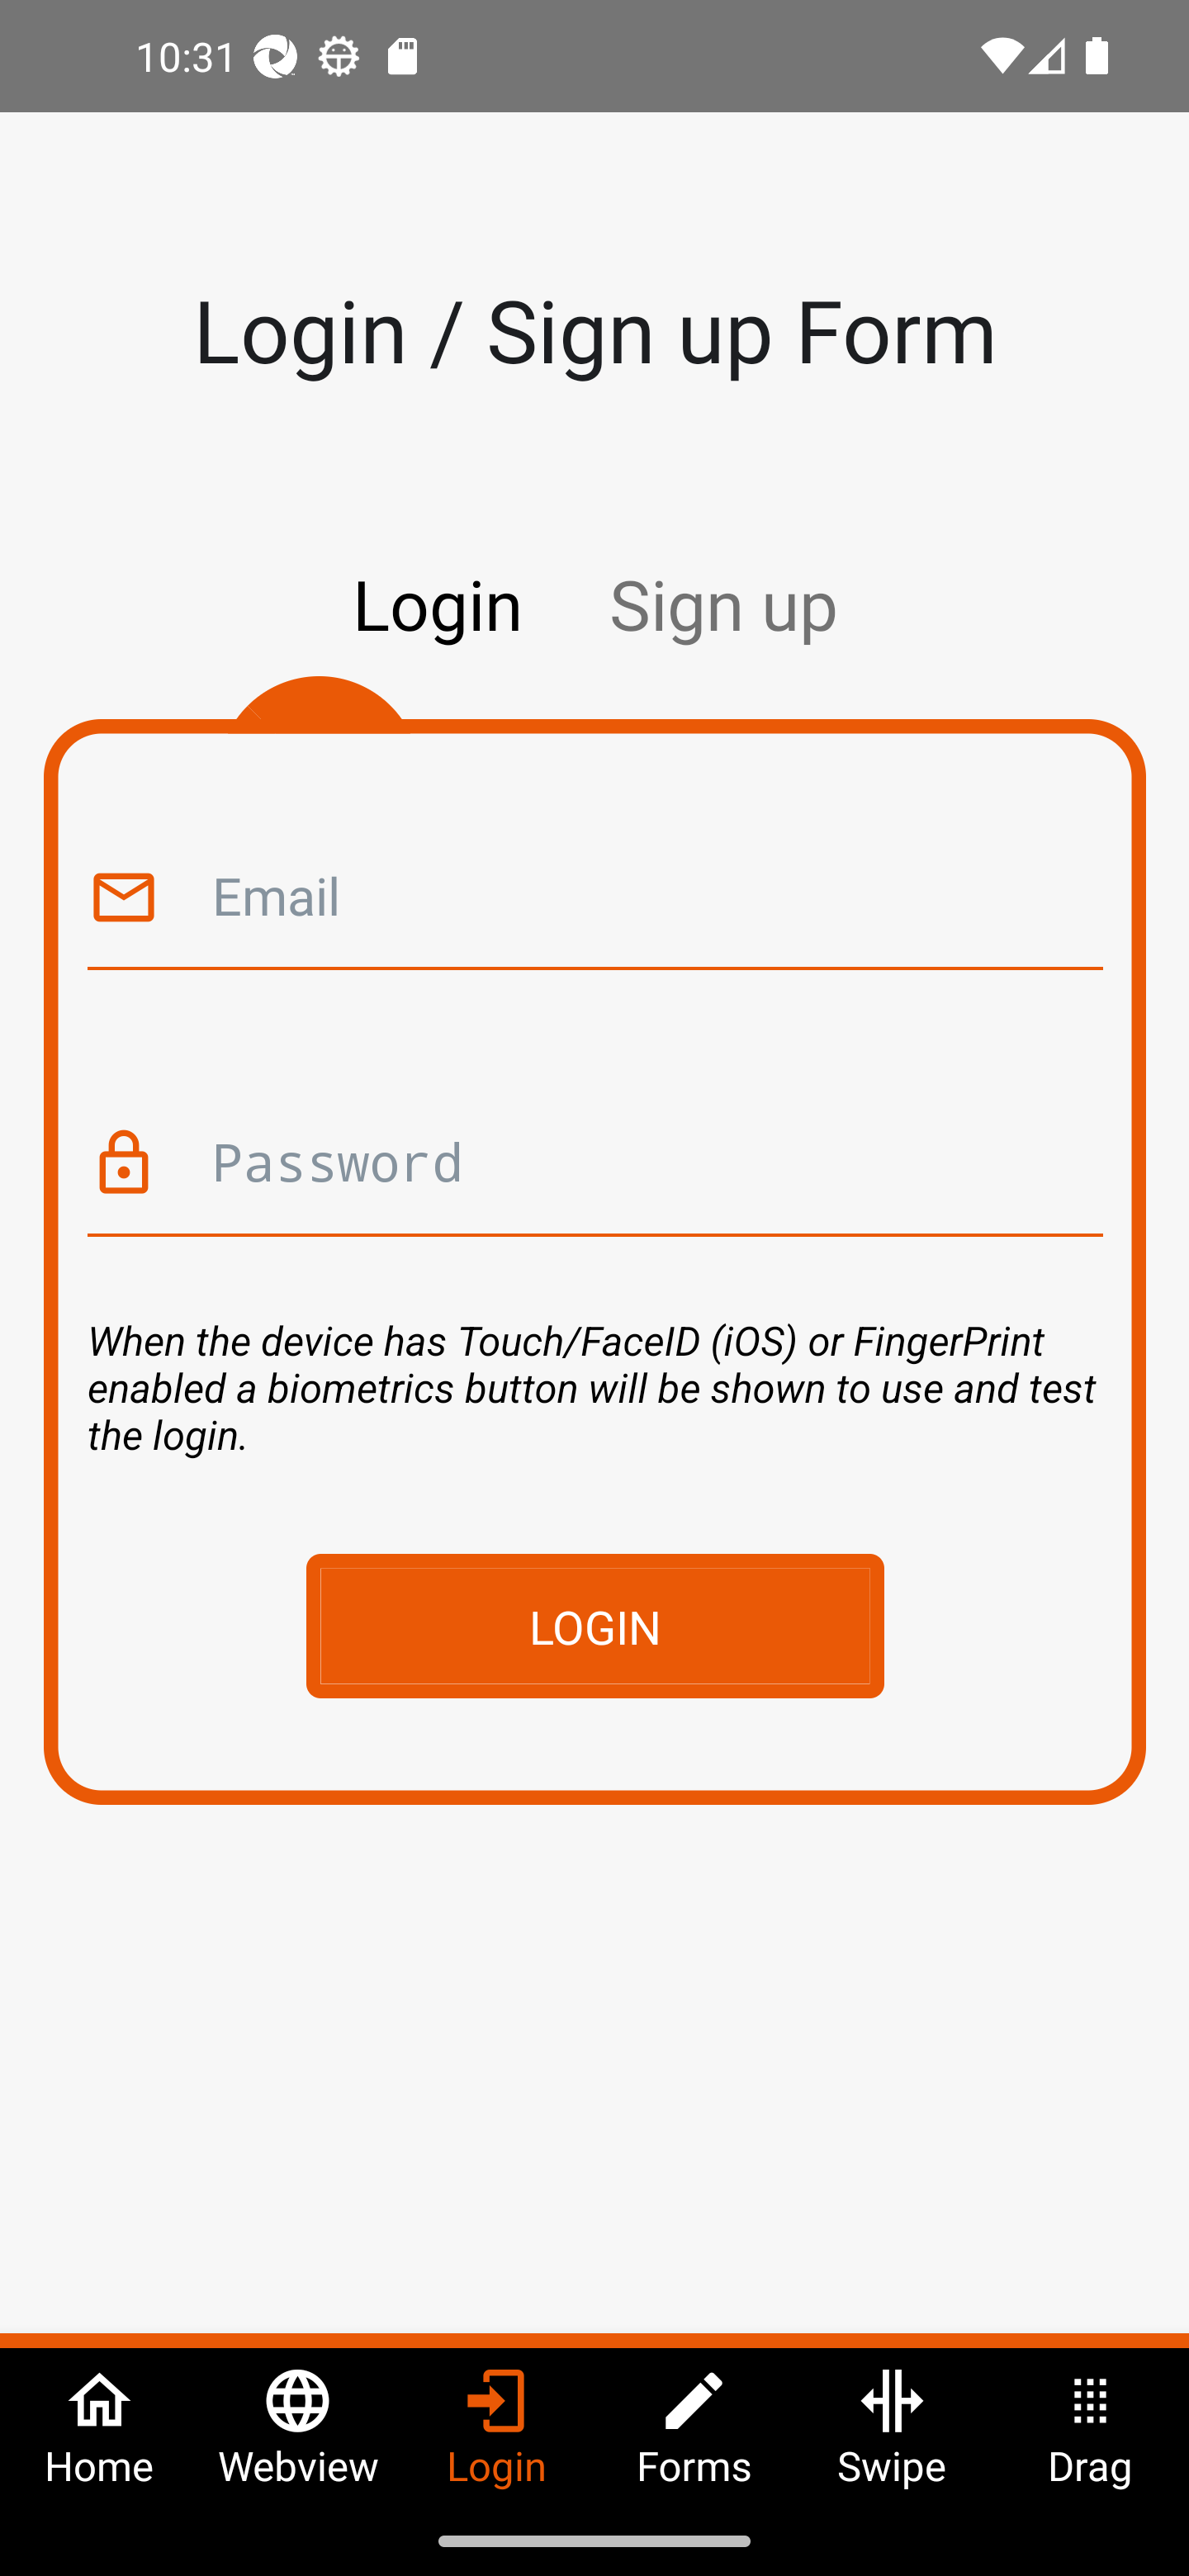 10:31
Login / Sign up Form
Login Sign up
Email
Password
When the device has Touch/FaceID (iOS) or FingerPrint
enabled a biometrics button will be shown to use and test
the login.
LOGIN
Home Webview Login Forms Swipe Drag